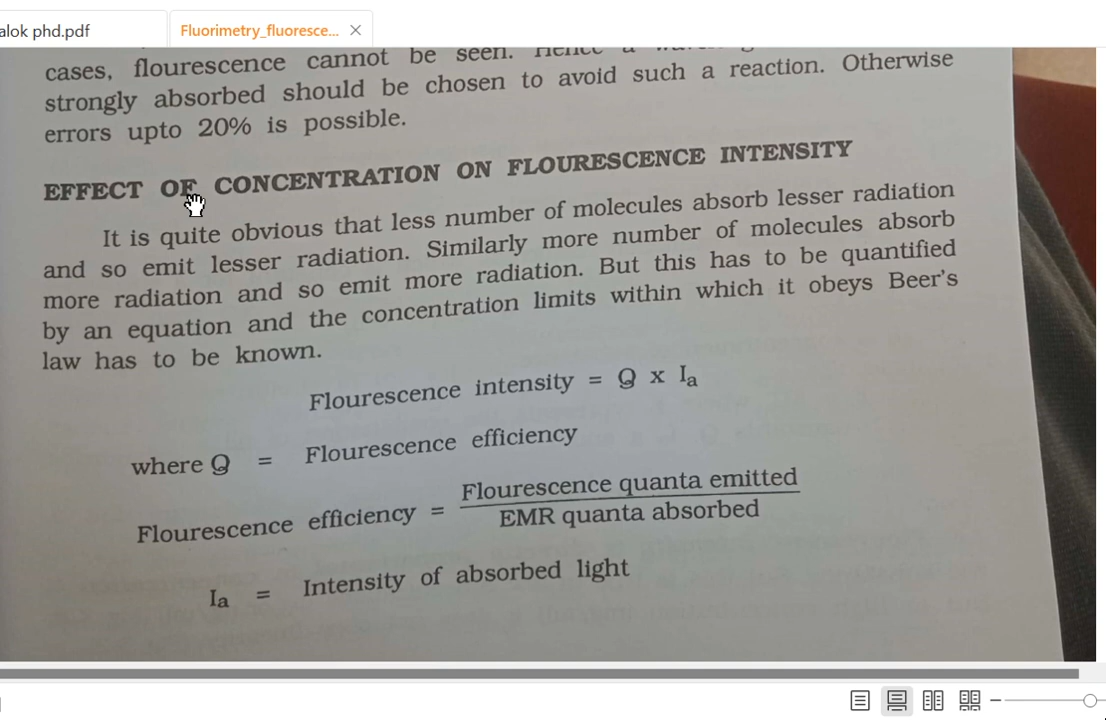 alok phd.pdf
Fluorimetry_fluoresce...
cases, flourescence cannot be seen. Hence a
strongly absorbed should be chosen to avoid such a reaction. Otherwise
errors upto 20% is possible.
EFFECT OF CONCENTRATION ON FLOURESCENCE INTENSITY
It is quite obvious that less number of molecules absorb lesser radiation
and so emit lesser radiation. Similarly more number of molecules absorb
more radiation and so emit more radiation. But this has to be quantified
by an equation and the concentration limits within which it obeys Beer's
law has to be known.
Flourescence intensity = Q x Ia
where Q = Flourescence efficiency
Flourescence efficiency = Flourescence quanta emitted
EMR quanta absorbed
Ia = Intensity of absorbed light